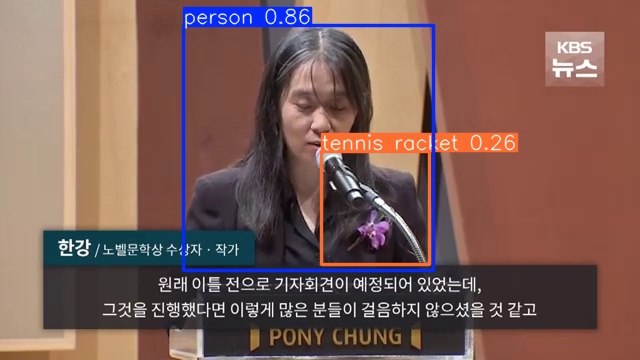 person 0.86
KBS
뉴스
tennis racket 0.26
한강 / 노벨문학상 수상자 · 작가
원래 이틀 전으로 기자회견이 예정되어 있었는데,
그것을 진행했다면 이렇게 많은 분들이 걸음하지 않으셨을 것 같고
PONY CHUNG